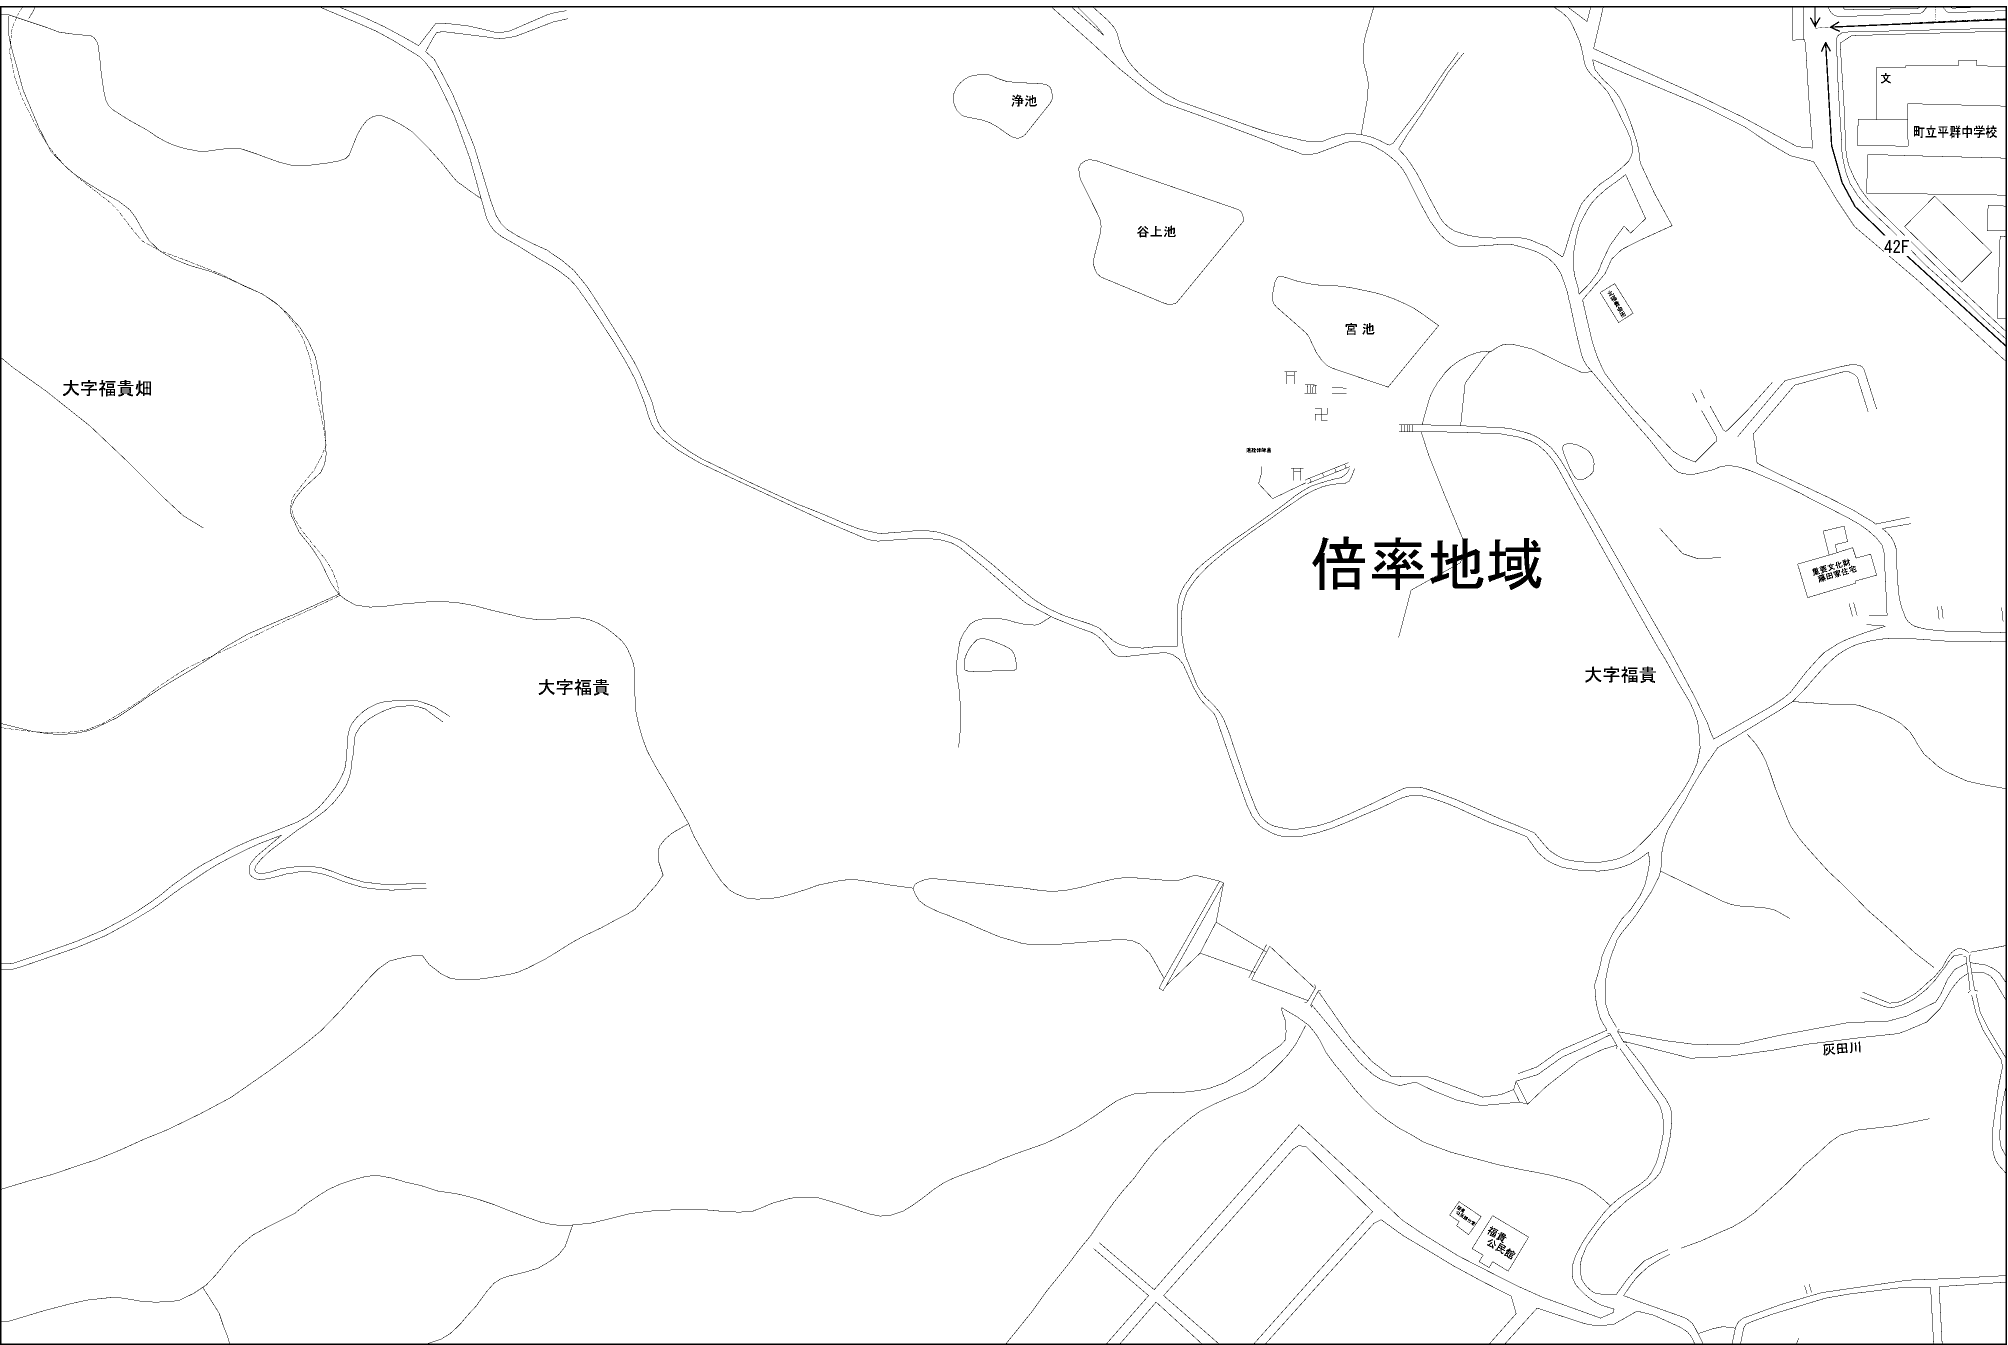 文
浄池
町立平群中学校
谷上池
42F
宮池
大字福貴畑
倍率地域
重要文化財
藤田家住宅
大字福貴
大字福貴
灰田川
福貴
公民館